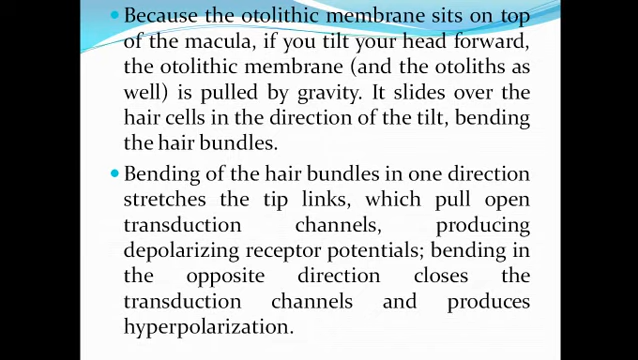 Because the otolithic membrane sits on top
of the macula, if you tilt your head forward,
the otolithic membrane (and the otoliths as
well) is pulled by gravity. It slides over the
hair cells in the direction of the tilt, bending
the hair bundles.
Bending of the hair bundles in one direction
stretches the tip links, which pull open
transduction channels, producing
depolarizing receptor potentials; bending in
the opposite direction closes the
transduction channels and produces
hyperpolarization.